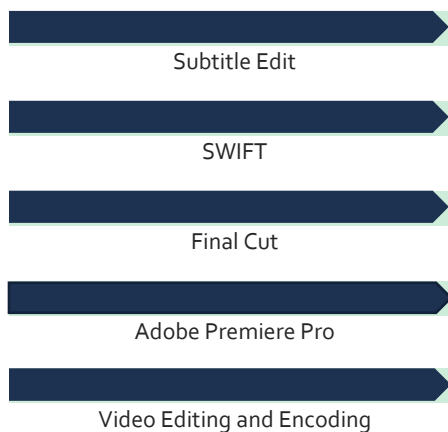 Subtitle Edit
SWIFT
Final Cut
Adobe Premiere Pro
Video Editing and Encoding